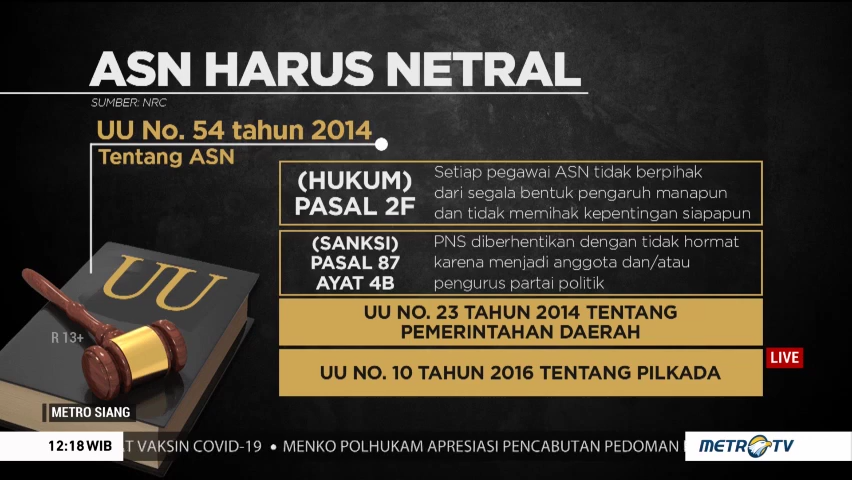 ASN HARUS NETRAL
SUMBER: NRC
UU No. 54 tahun 2014
Tentang ASN
(HUKUM)
PASAL 2F
Setiap pegawai ASN tidak berpihak
dari segala bentuk pengaruh manapun
dan tidak memihak kepentingan siapapun
(SANKSI)
PASAL 87
AYAT 4B
PNS diberhentikan dengan tidak hormat
karena menjadi anggota dan/atau
pengurus partai politik
UU NO. 23 TAHUN 2014 TENTANG
PEMERINTAHAN DAERAH
UU NO. 10 TAHUN 2016 TENTANG PILKADA
UU
R 13+
LIVE
METRO SIANG
12:18 WIB
VAKSIN COVID-19 • MENKO POLHUKAM APRESIASI PENCABUTAN PEDOMAN
METRO TV